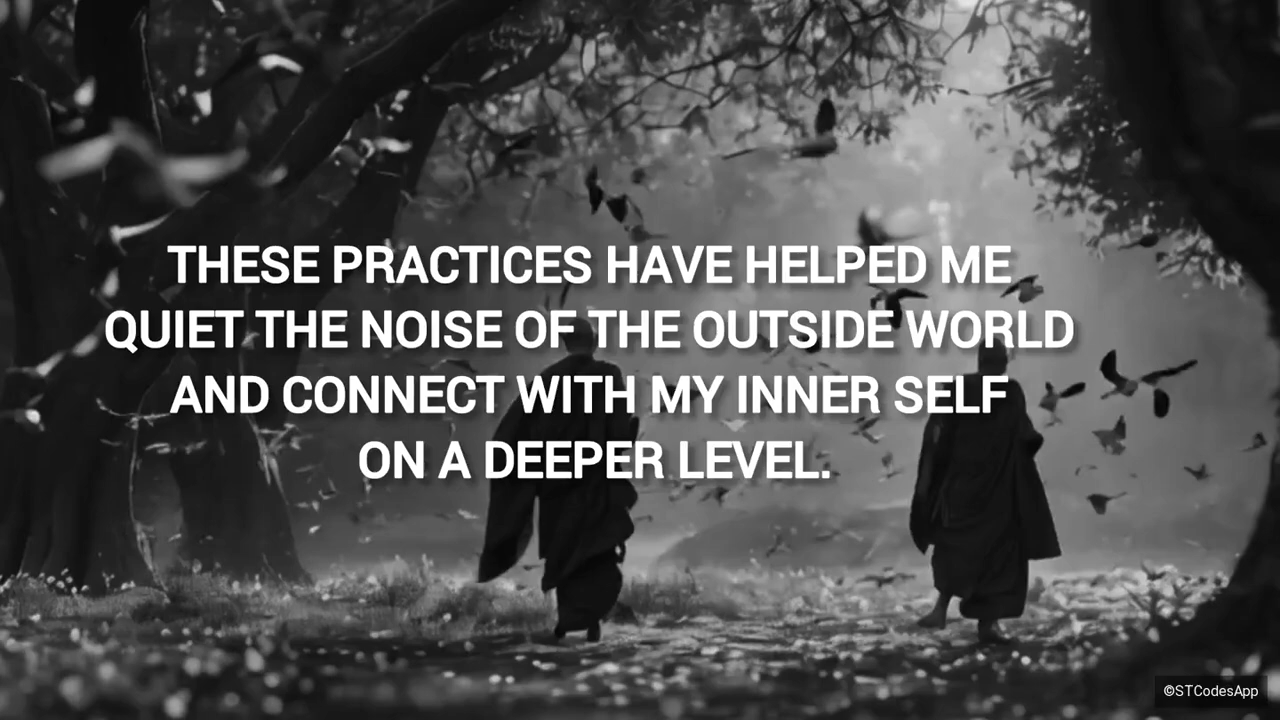 THESE PRACTICES HAVE HELPED ME
QUIET THE NOISE OF THE OUTSIDE WORLD
AND CONNECT WITH MY INNER SELF
ON A DEEPER LEVEL.
©STCodesApp